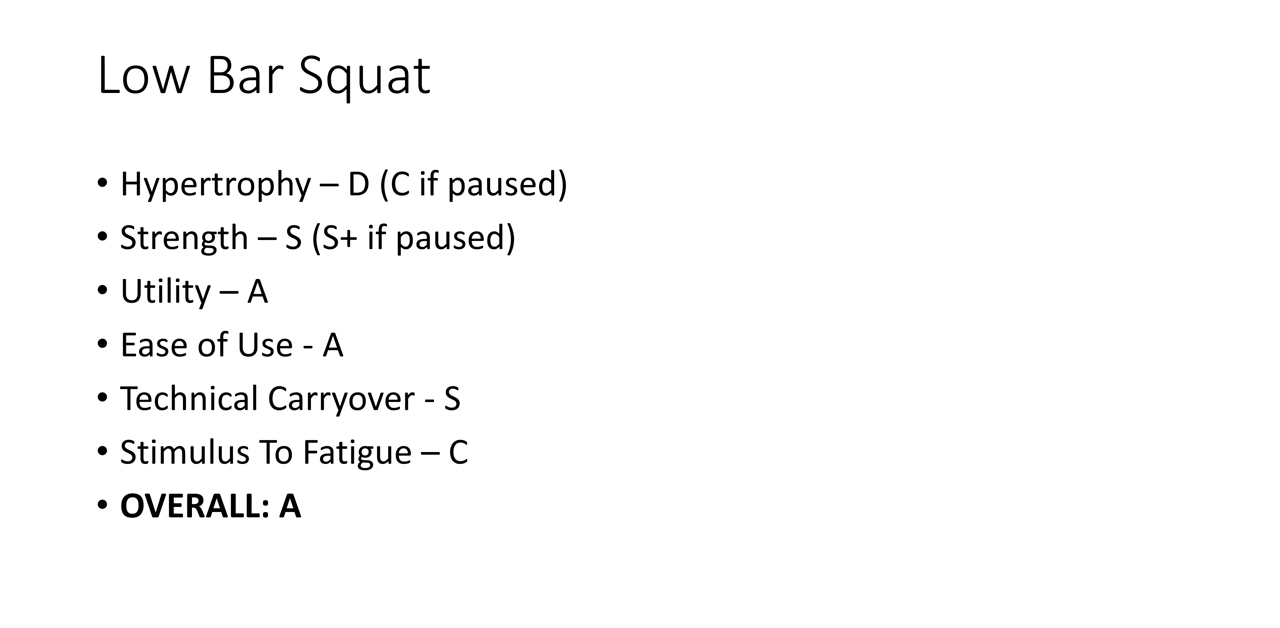 Low Bar Squat
• Hypertrophy – D (C if paused)
• Strength – S (S+ if paused)
• Utility – A
• Ease of Use - A
• Technical Carryover - S
• Stimulus To Fatigue – C
• OVERALL: A